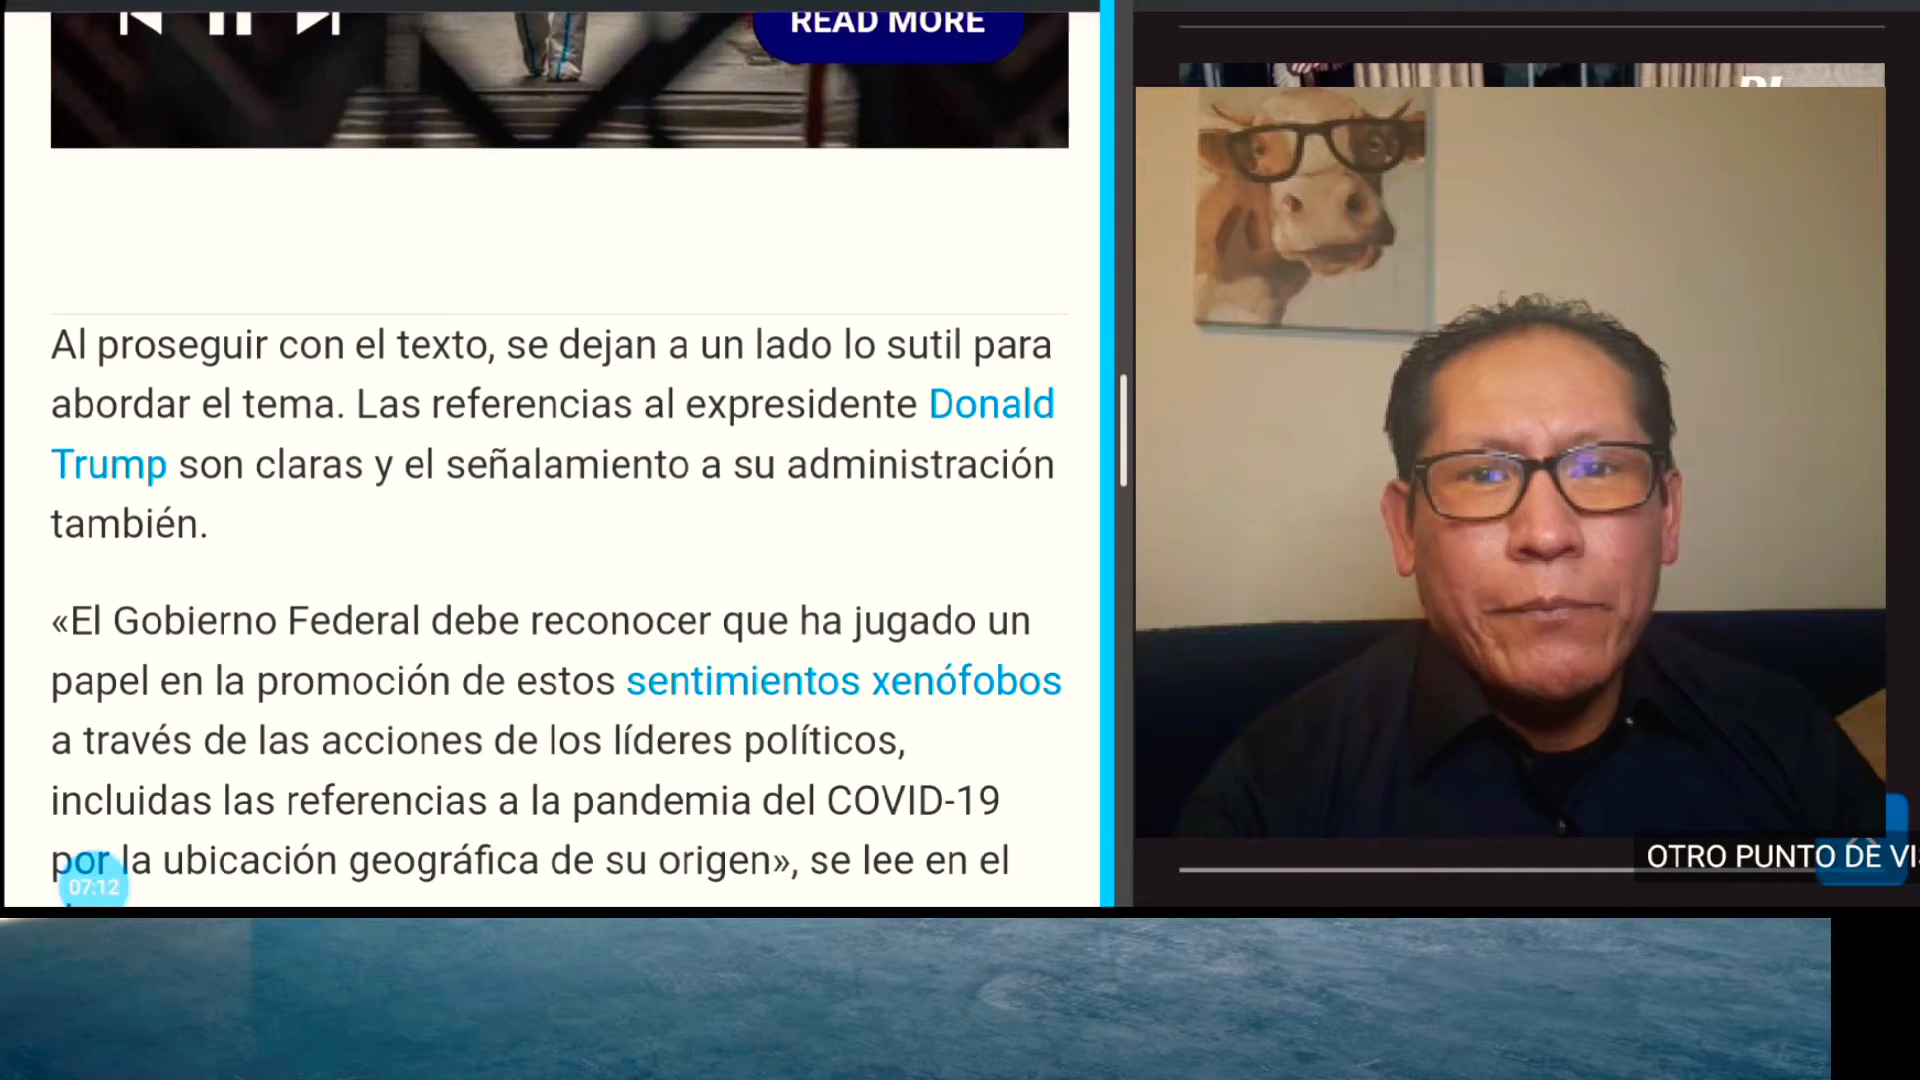 READ MORE
Al proseguir con el texto, se dejan a un lado lo sutil para
abordar el tema. Las referencias al expresidente Donald
Trump son claras y el señalamiento a su administración
también.
«El Gobierno Federal debe reconocer que ha jugado un
papel en la promoción de estos sentimientos xenófobos
a través de las acciones de los líderes políticos,
incluidas las referencias a la pandemia del COVID-19
por la ubicación geográfica de su origen», se lee en el
07:12
OTRO PUNTO DE